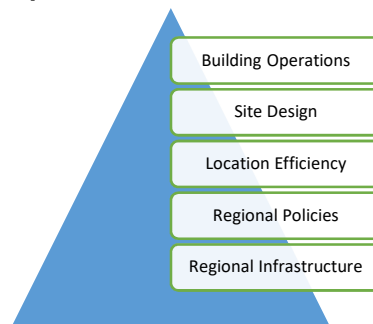 Building Operations
Site Design
Location Efficiency
Regional Policies
Regional Infrastructure